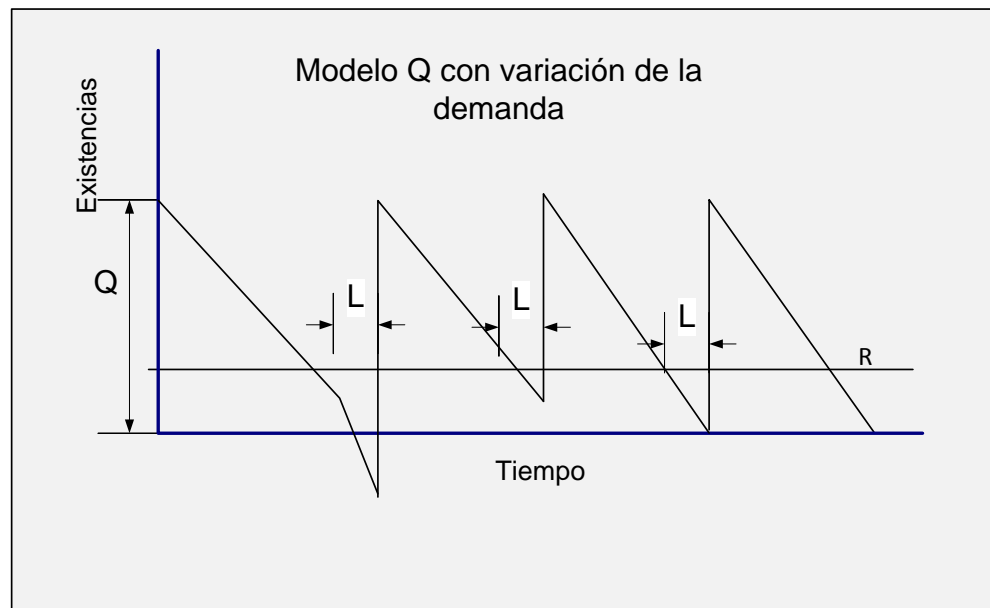 Modelo Q con variación de la
demanda
Existencias
Q
L
L
L
R
Tiempo